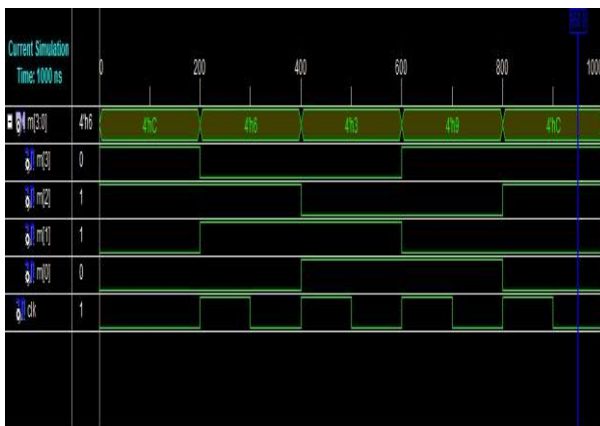 Current Simulation
Time: 1000 ns
0 200 400 600 800 1000
m[3:0] 4'h6 4'hC 4'h6 4'h3 4'h9 4'hC
m[3] 0
m[2] 1
m[1] 1
m[0] 0
clk 1